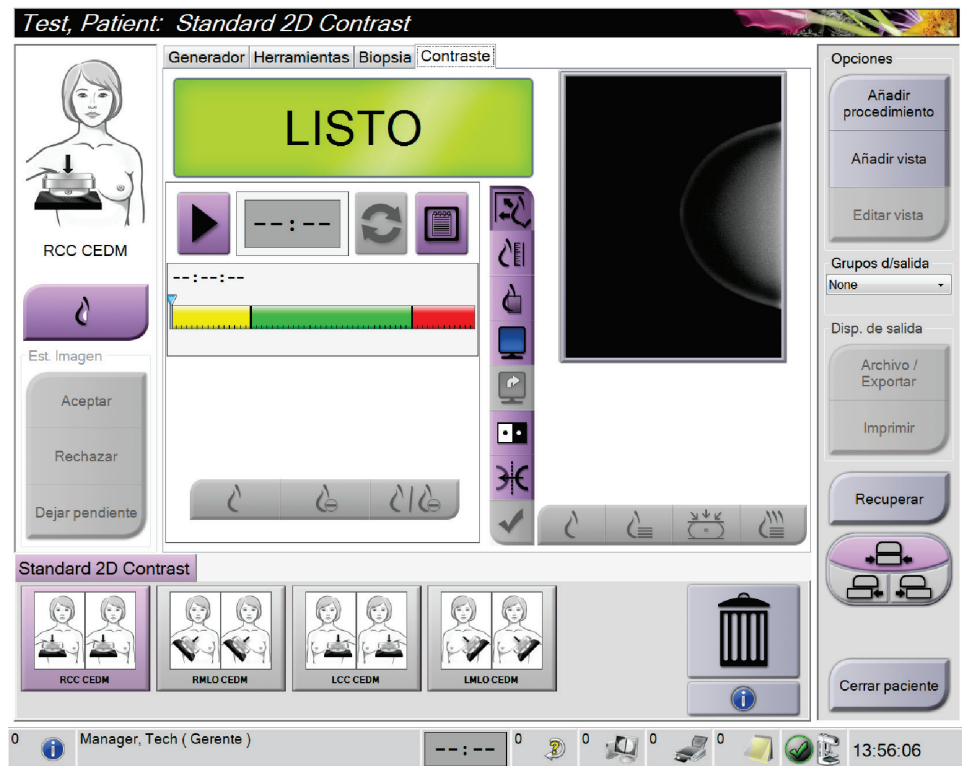 Test, Patient: Standard 2D Contrast
Generador Herramientas Biopsia Contraste
LISTO
RCC CEDM
--:--
--:--:--
Est. Imagen
Aceptar
Rechazar
Dejar pendiente
Opciones
Añadir
procedimiento
Añadir vista
Editar vista
Grupos d/salida
None
Disp. de salida
Archivo /
Exportar
Imprimir
Recuperar
Cerrar paciente
Standard 2D Contrast
RCC CEDM
RMLO CEDM
LCC CEDM
LMLO CEDM
0 Manager, Tech ( Gerente ) --:-- 0 0 0 0 13:56:06